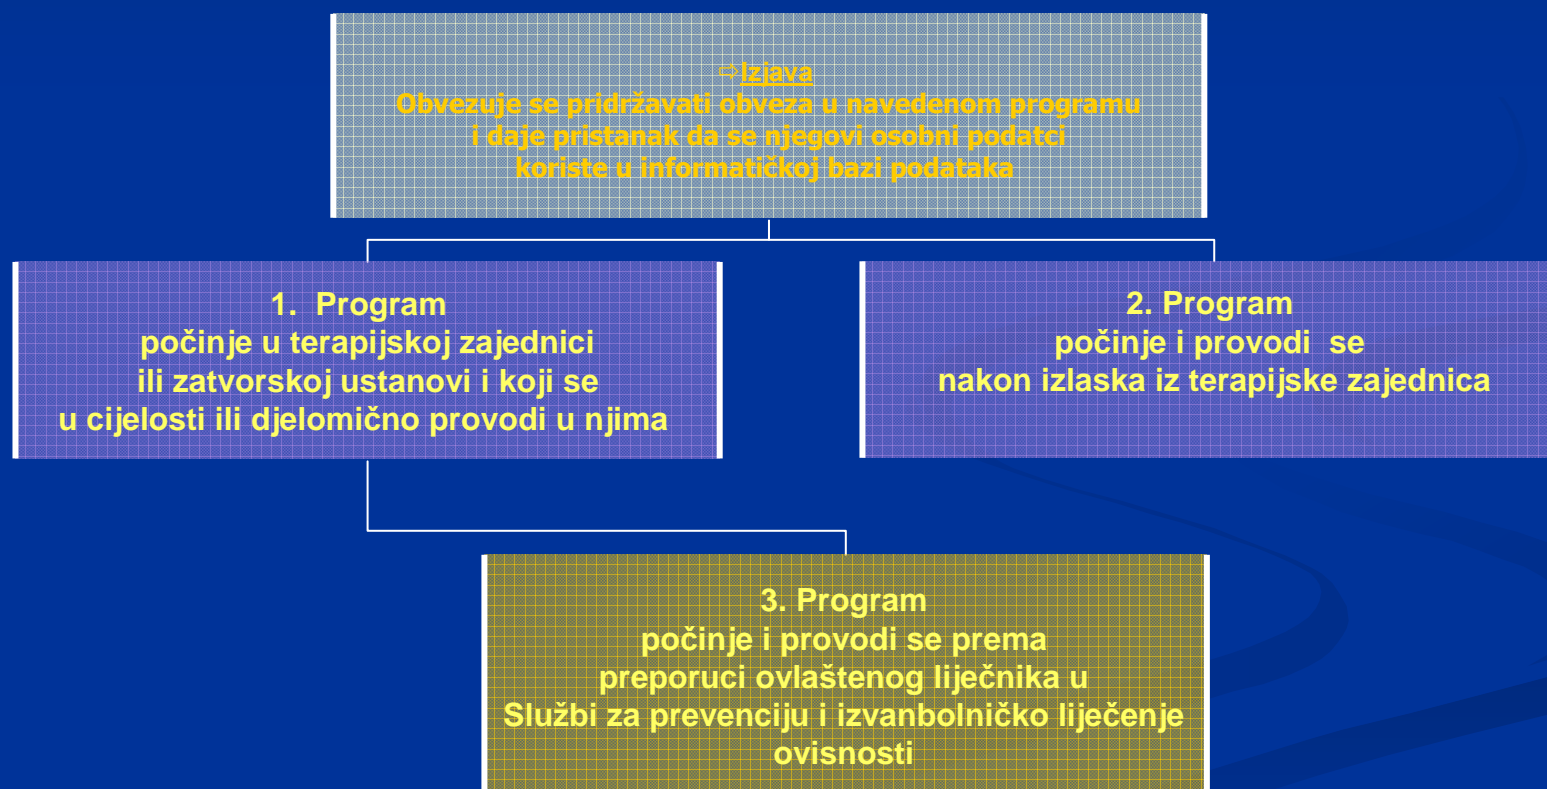 ⇨Izjava
Obvezuje se pridržavati obveza u navedenom programu
i daje pristanak da se njegovi osobni podatci
koriste u informatičkoj bazi podataka
1. Program
počinje u terapijskoj zajednici
ili zatvorskoj ustanovi i koji se
u cijelosti ili djelomično provodi u njima
2. Program
počinje i provodi se
nakon izlaska iz terapijske zajednica
3. Program
počinje i provodi se prema
preporuci ovlaštenog liječnika u
Službi za prevenciju i izvanbolničko liječenje
ovisnosti